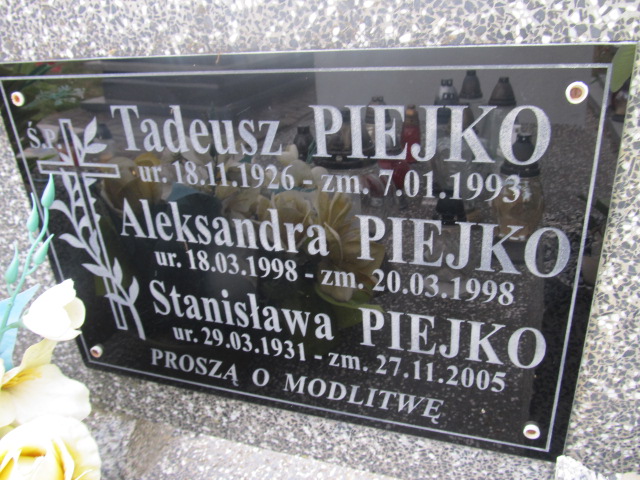 Ś.P. Tadeusz PIEJKO
ur. 18.11.1926 - zm. 7.01.1993
Aleksandra PIEJKO
ur. 18.03.1998 - zm. 20.03.1998
Stanisława PIEJKO
ur. 29.03.1931 - zm. 27.11.2005
PROSZĄ O MODLITWĘ